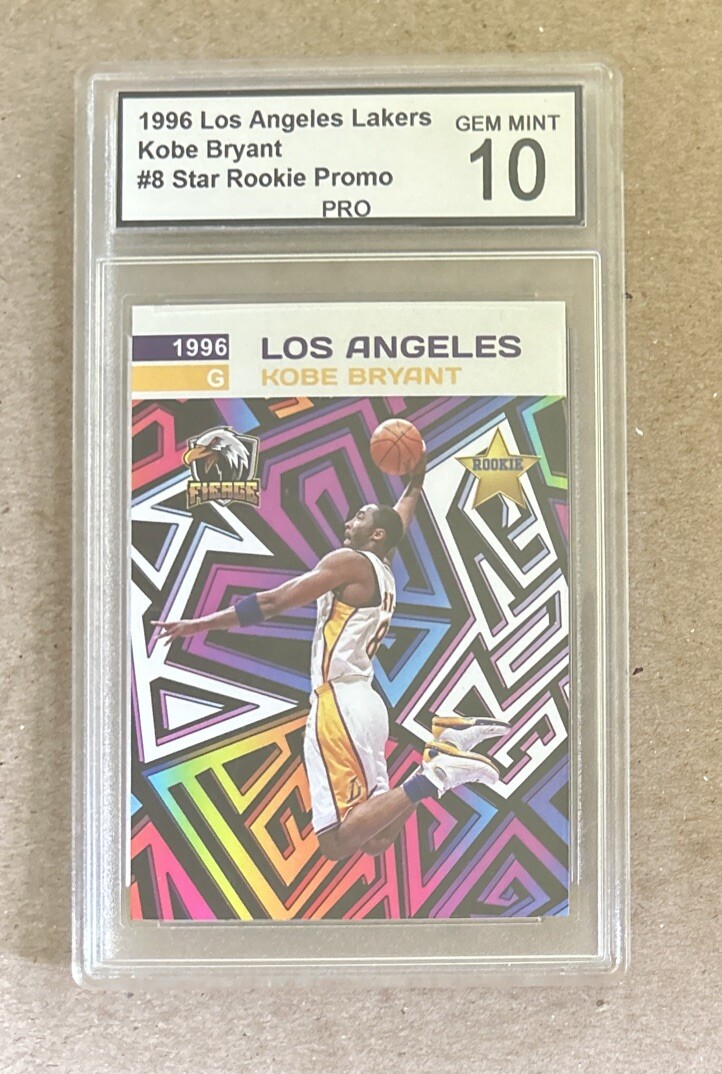 1996 Los Angeles Lakers
Kobe Bryant
#8 Star Rookie Promo
PRO
GEM MINT
10
1996
G
LOS ANGELES
KOBE BRYANT
FIERCE
ROOKIE